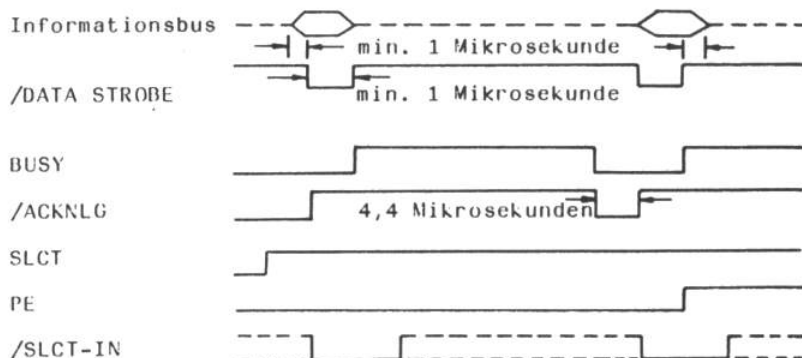 Informationsbus
min. 1 Mikrosekunde
/DATA STROBE
min. 1 Mikrosekunde
BUSY
/ACKNLG
4,4 Mikrosekunden
SLCT
PE
/SLCT-IN